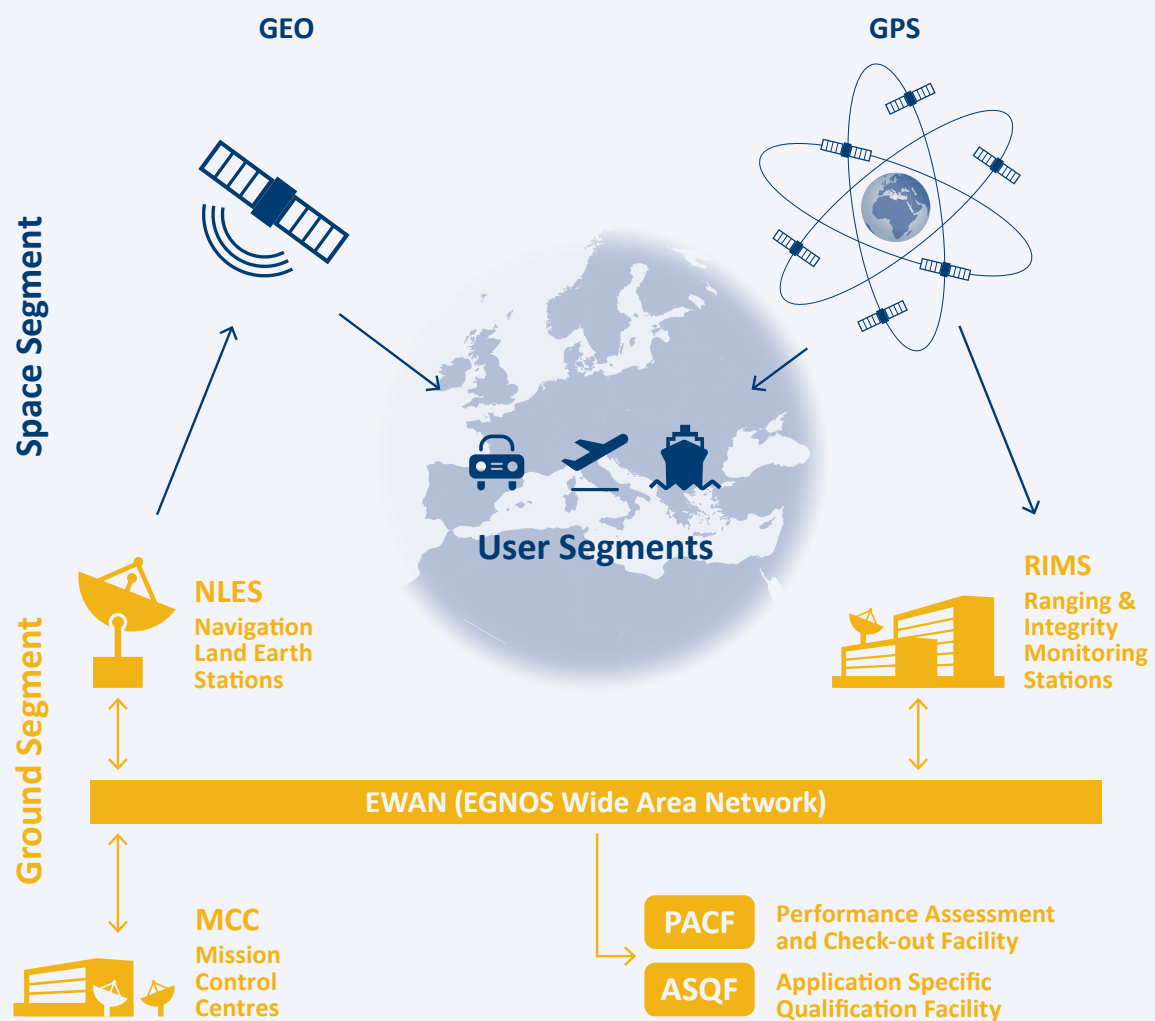 GEO
GPS
Space Segment
User Segments
NLES
Navigation
Land Earth
Stations
RIMS
Ranging &
Integrity
Monitoring
Stations
Ground Segment
EWAN (EGNOS Wide Area Network)
MCC
Mission
Control
Centres
PACF
Performance Assessment
and Check-out Facility
ASQF
Application Specific
Qualification Facility